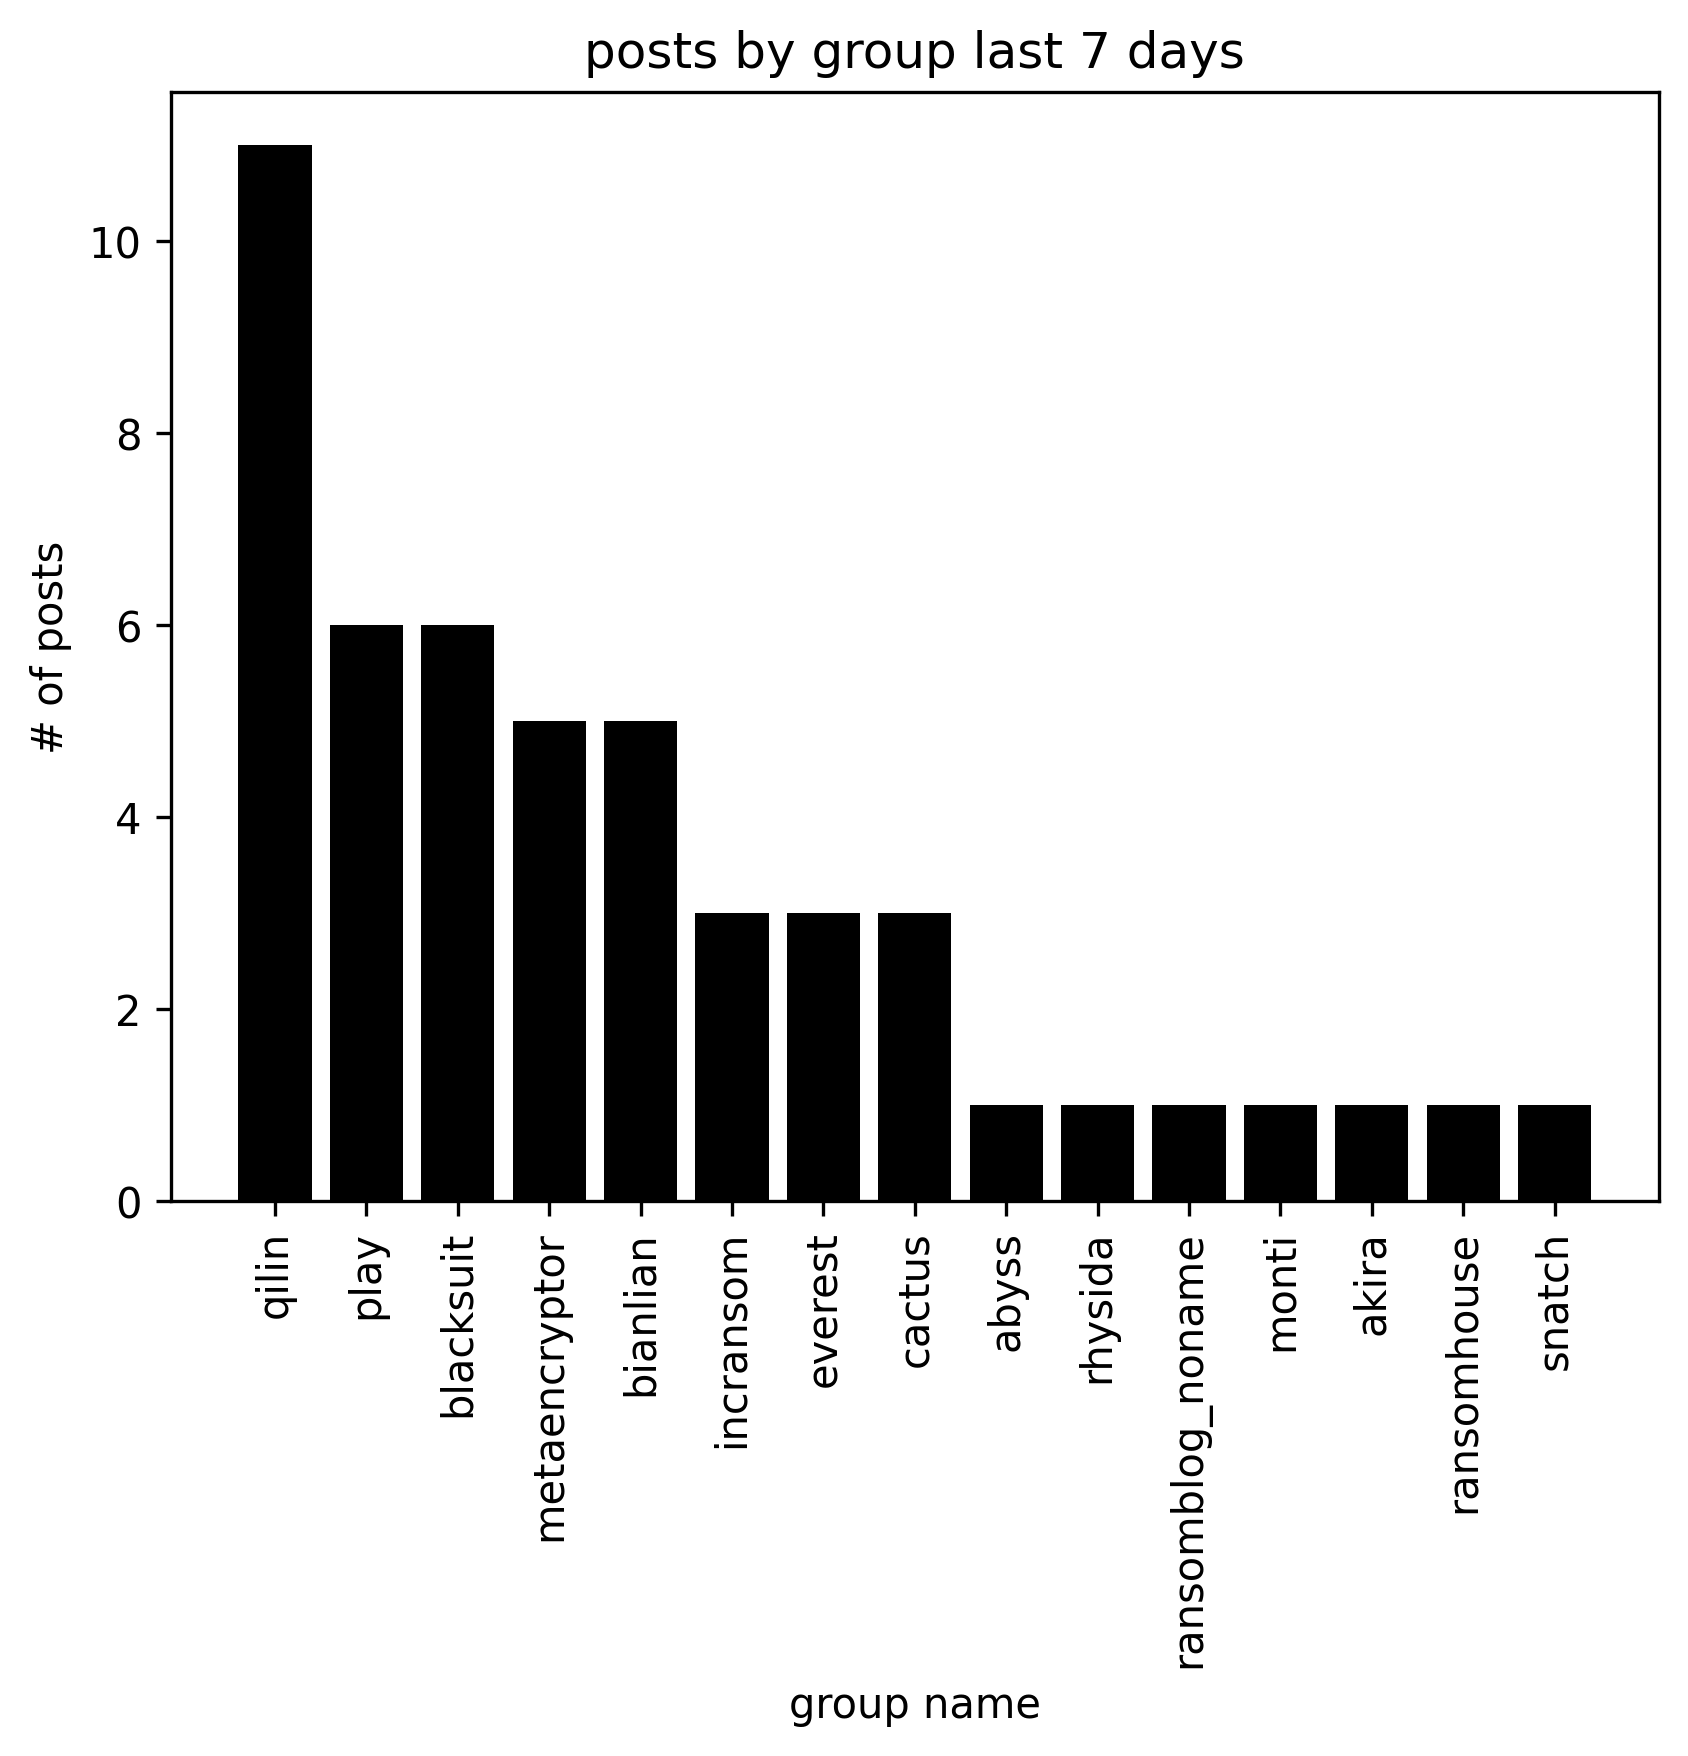 posts by group last 7 days
# of posts
10
8
6
4
2
0
qilin
play
blacksuit
metaencryptor
bianlian
incransom
everest
cactus
abyss
rhysida
ransomblog_noname
monti
akira
ransomhouse
snatch
group name